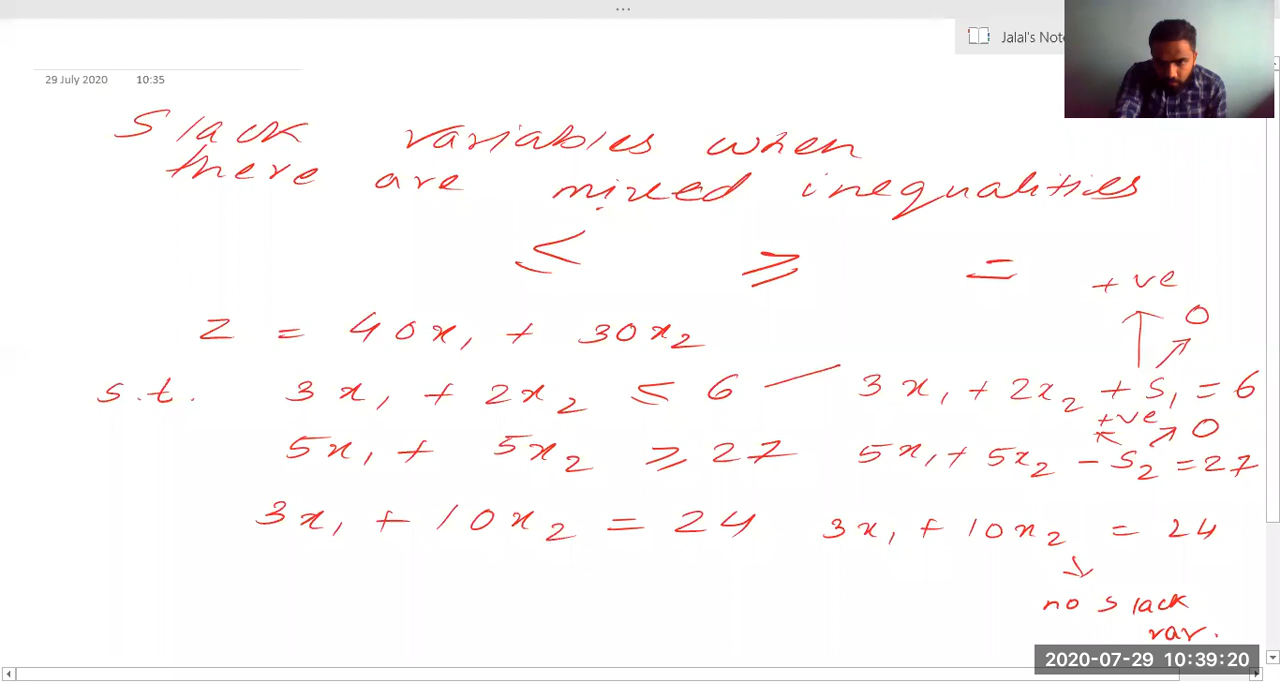 Jalal's Note
29 July 2020 10:35
Slack variables when
there are mixed inequalities
≤ ≥ =
+ve
0
Z = 40x₁ + 30x₂
s.t. 3x₁ + 2x₂ ≤ 6 3x₁ + 2x₂ + S₁ = 6
+ve 0
5x₁ + 5x₂ ≥ 27 5x₁ + 5x₂ - S₂ = 27
3x₁ + 10x₂ = 24 3x₁ + 10x₂ = 24
no slack
var.
2020-07-29 10:39:20